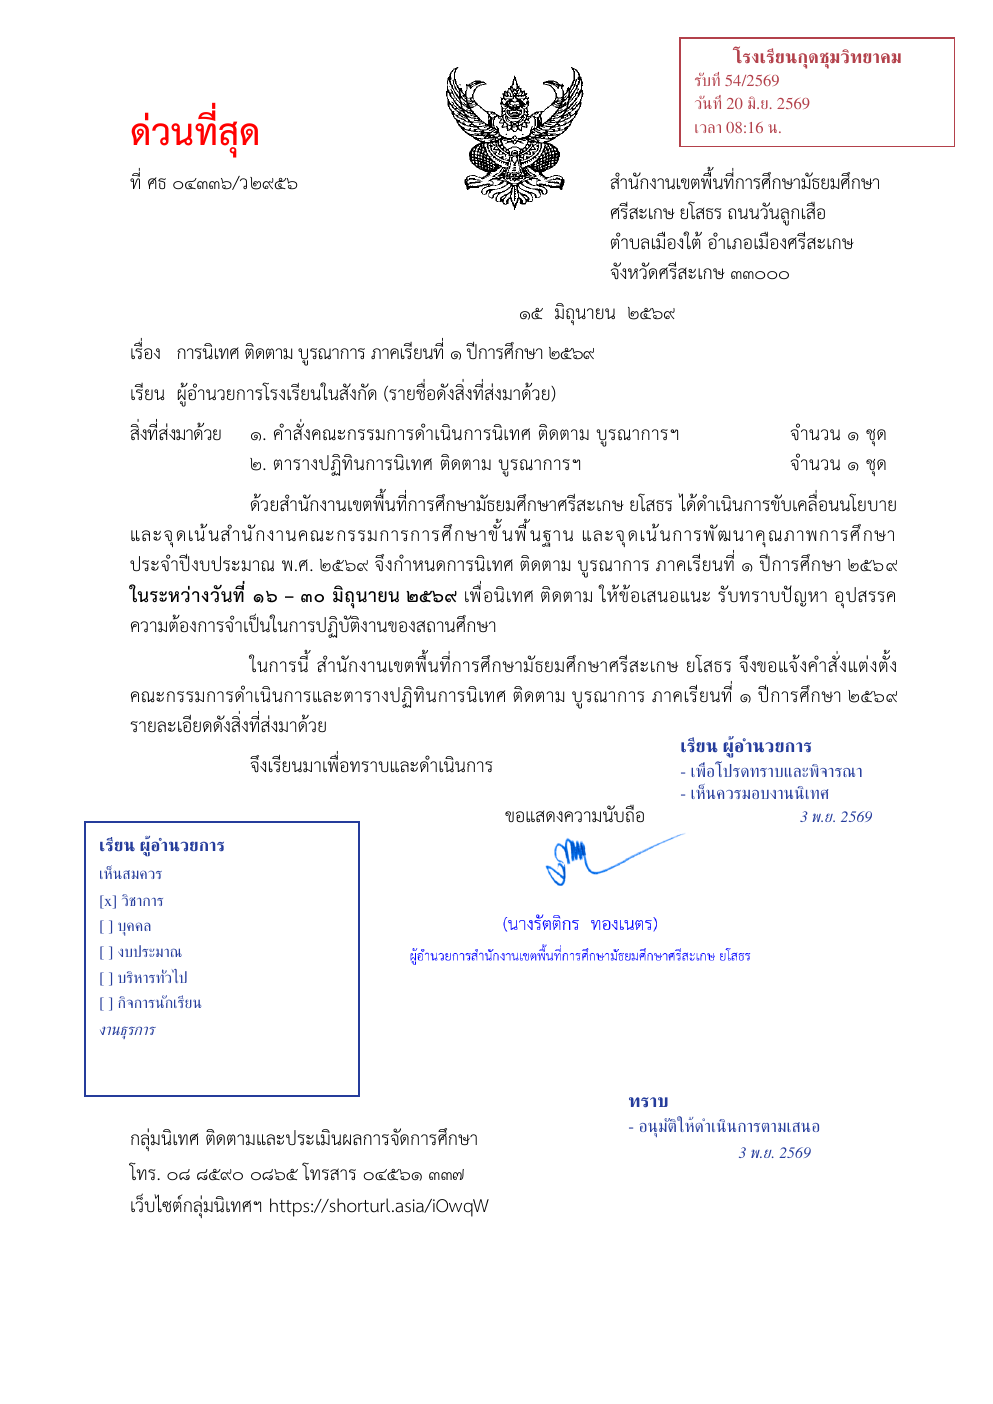 โรงเรียนกุดชุมวิทยาคม
รับที่ 54/2569
วันที่ 20 มิ.ย. 2569
เวลา 08:16 น.
ด่วนที่สุด
ที่ ศธ ๐๔๓๓๖/ว๒๙๕๖
สำนักงานเขตพื้นที่การศึกษามัธยมศึกษา
ศรีสะเกษ ยโสธร ถนนวันลูกเสือ
ตำบลเมืองใต้ อำเภอเมืองศรีสะเกษ
จังหวัดศรีสะเกษ ๓๓๐๐๐
๑๕ มิถุนายน ๒๕๖๙
เรื่อง การนิเทศ ติดตาม บูรณาการ ภาคเรียนที่ ๑ ปีการศึกษา ๒๕๖๙
เรียน ผู้อำนวยการโรงเรียนในสังกัด (รายชื่อดังสิ่งที่ส่งมาด้วย)
สิ่งที่ส่งมาด้วย ๑. คำสั่งคณะกรรมการดำเนินการนิเทศ ติดตาม บูรณาการฯ จำนวน ๑ ชุด
๒. ตารางปฏิทินการนิเทศ ติดตาม บูรณาการฯ จำนวน ๑ ชุด
ด้วยสำนักงานเขตพื้นที่การศึกษามัธยมศึกษาศรีสะเกษ ยโสธร ได้ดำเนินการขับเคลื่อนนโยบาย
และจุดเน้นสำนักงานคณะกรรมการการศึกษาขั้นพื้นฐาน และจุดเน้นการพัฒนาคุณภาพการศึกษา
ประจำปีงบประมาณ พ.ศ. ๒๕๖๙ จึงกำหนดการนิเทศ ติดตาม บูรณาการ ภาคเรียนที่ ๑ ปีการศึกษา ๒๕๖๙
ในระหว่างวันที่ ๑๖ – ๓๐ มิถุนายน ๒๕๖๙ เพื่อนิเทศ ติดตาม ให้ข้อเสนอแนะ รับทราบปัญหา อุปสรรค
ความต้องการจำเป็นในการปฏิบัติงานของสถานศึกษา
ในการนี้ สำนักงานเขตพื้นที่การศึกษามัธยมศึกษาศรีสะเกษ ยโสธร จึงขอแจ้งคำสั่งแต่งตั้ง
คณะกรรมการดำเนินการและตารางปฏิทินการนิเทศ ติดตาม บูรณาการ ภาคเรียนที่ ๑ ปีการศึกษา ๒๕๖๙
รายละเอียดดังสิ่งที่ส่งมาด้วย
จึงเรียนมาเพื่อทราบและดำเนินการ
เรียน ผู้อำนวยการ
- เพื่อโปรดทราบและพิจารณา
- เห็นควรมอบงานนิเทศ
3 พ.ย. 2569
ขอแสดงความนับถือ
(นางรัตติกร ทองเนตร)
ผู้อำนวยการสำนักงานเขตพื้นที่การศึกษามัธยมศึกษาศรีสะเกษ ยโสธร
เรียน ผู้อำนวยการ
เห็นสมควร
[x] วิชาการ
[ ] บุคคล
[ ] งบประมาณ
[ ] บริหารทั่วไป
[ ] กิจการนักเรียน
งานธุรการ
ทราบ
- อนุมัติให้ดำเนินการตามเสนอ
3 พ.ย. 2569
กลุ่มนิเทศ ติดตามและประเมินผลการจัดการศึกษา
โทร. ๐๘ ๘๕๙๐ ๐๘๖๕ โทรสาร ๐๔๕๖๑ ๓๓๗
เว็บไซต์กลุ่มนิเทศฯ https://shorturl.asia/iOwqW